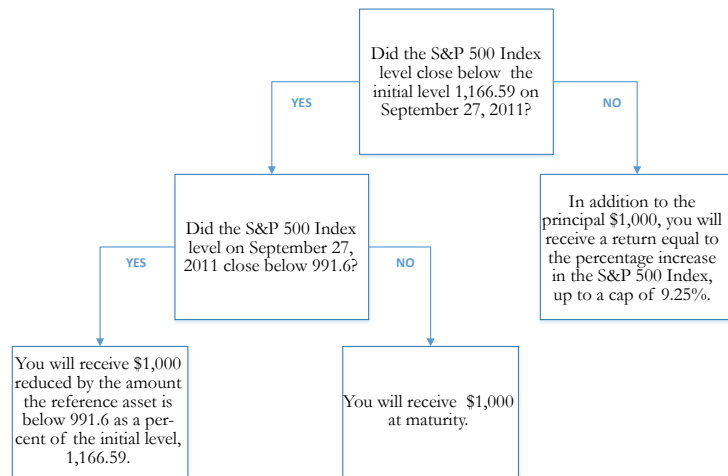 Did the S&P 500 Index
level close below the
initial level 1,166.59 on
September 27, 2011?
YES
NO
Did the S&P 500 Index
level on September 27,
2011 close below 991.6?
In addition to the
principal $1,000, you will
receive a return equal to
the percentage increase
in the S&P 500 Index,
up to a cap of 9.25%.
YES
NO
You will receive $1,000
reduced by the amount
the reference asset is
below 991.6 as a per-
cent of the initial level,
1,166.59.
You will receive $1,000
at maturity.